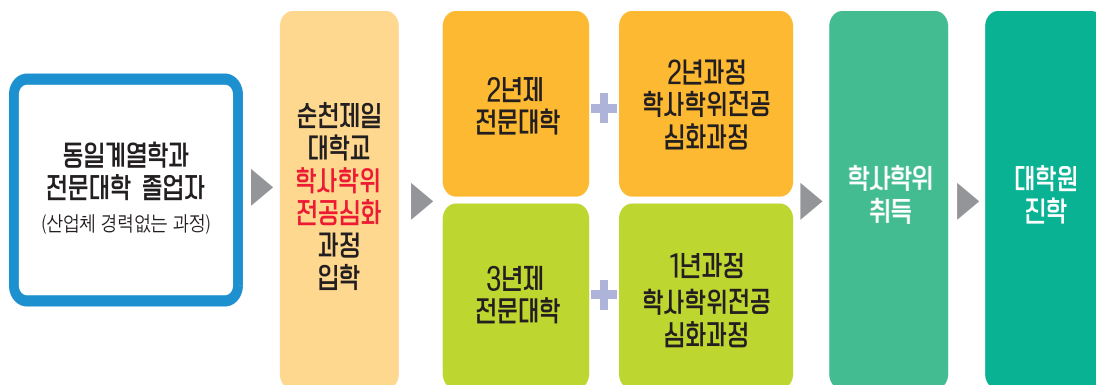 동일계열학과
전문대학 졸업자
(산업체 경력없는 과정)
순천제일
대학교
학사학위
전공심화
과정
입학
2년제
전문대학
+
2년과정
학사학위전공
심화과정
3년제
전문대학
+
1년과정
학사학위전공
심화과정
학사학위
취득
대학원
진학